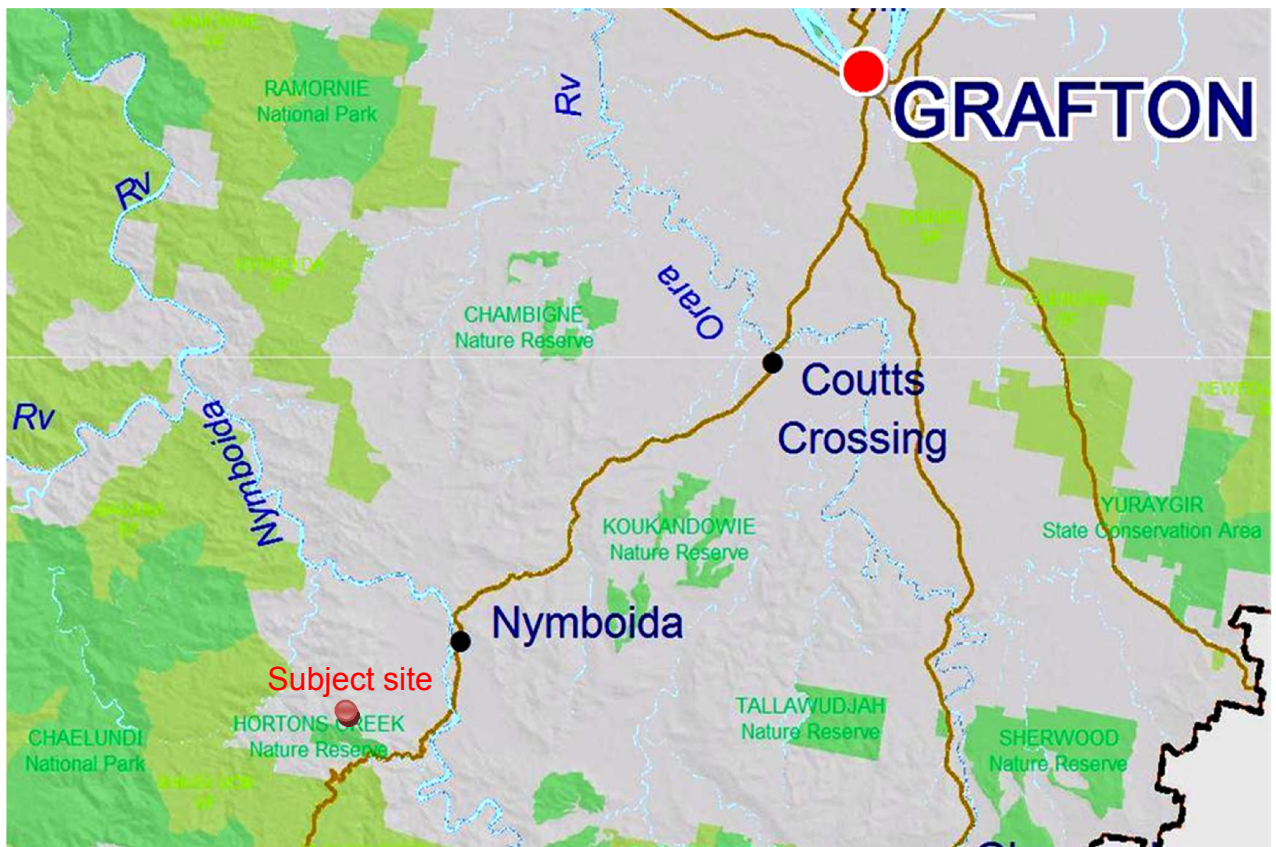 RAMORNIE
National Park
Rv
GRAFTON
Rv
CHAMBIGNE
Nature Reserve
Orara
Coutts
Crossing
Rv
Nymboida
YURAYGIR
State Conservation Area
KOUKANDOWIE
Nature Reserve
Nymboida
Subject site
HORTONS CREEK
Nature Reserve
TALLAWUDJAH
Nature Reserve
CHAELUNDI
National Park
SHERWOOD
Nature Reserve